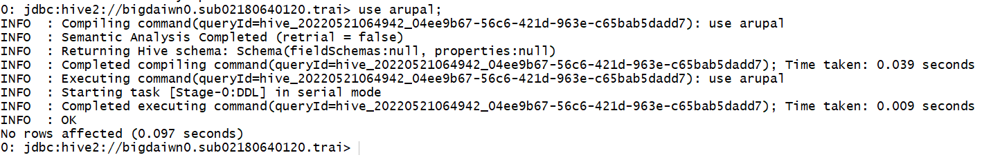 0: jdbc:hive2://bigdaiwn0.sub02180640120.trai> use arupal;
INFO  : Compiling command(queryId=hive_20220521064942_04ee9b67-56c6-421d-963e-c65bab5dadd7): use arupal
INFO  : Semantic Analysis Completed (retrial = false)
INFO  : Returning Hive schema: Schema(fieldSchemas:null, properties:null)
INFO  : Completed compiling command(queryId=hive_20220521064942_04ee9b67-56c6-421d-963e-c65bab5dadd7); Time taken: 0.039 seconds
INFO  : Executing command(queryId=hive_20220521064942_04ee9b67-56c6-421d-963e-c65bab5dadd7): use arupal
INFO  : Starting task [Stage-0:DDL] in serial mode
INFO  : Completed executing command(queryId=hive_20220521064942_04ee9b67-56c6-421d-963e-c65bab5dadd7); Time taken: 0.009 seconds
INFO  : OK
No rows affected (0.097 seconds)
0: jdbc:hive2://bigdaiwn0.sub02180640120.trai>